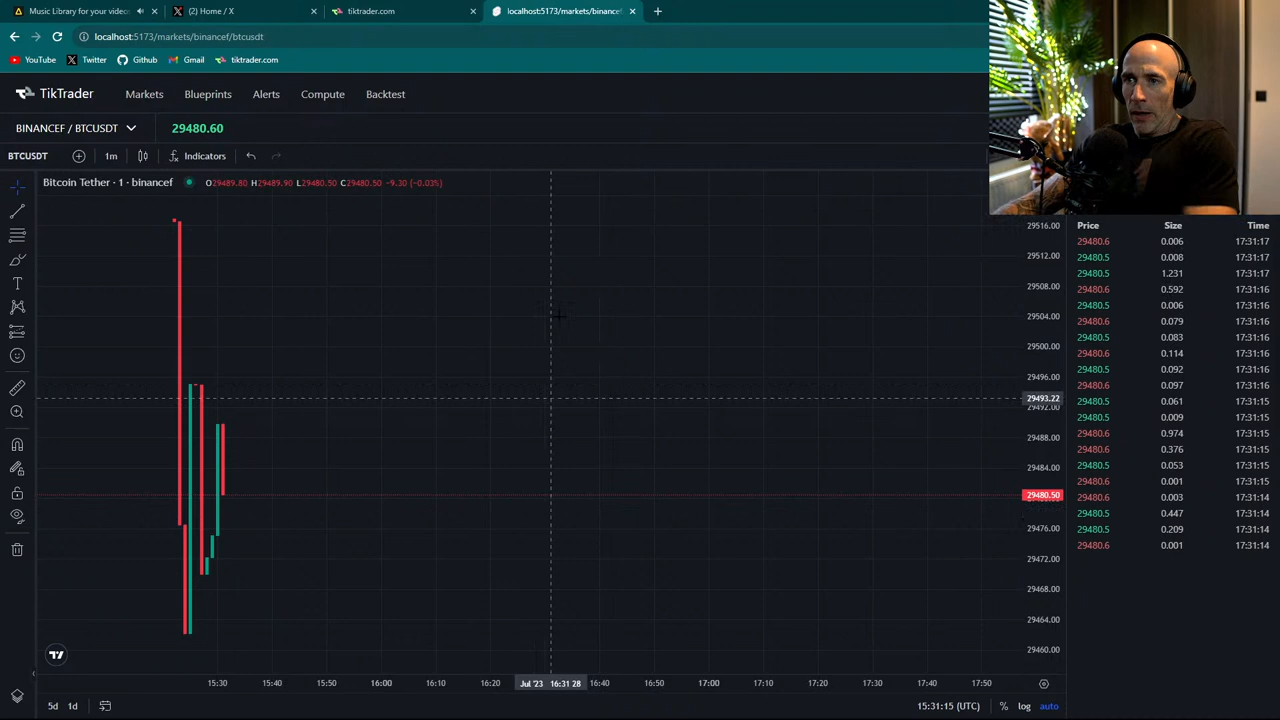 Music Library for your videos
(2) Home / X
tiktrader.com
localhost:5173/markets/binancef
localhost:5173/markets/binancef/btcusdt
YouTube
Twitter
Github
Gmail
tiktrader.com
TikTrader
Markets
Blueprints
Alerts
Compute
Backtest
BINANCEF / BTCUSDT
29480.60
BTCUSDT
1m
Indicators
Bitcoin Tether · 1 · binancef
O29489.80 H29489.90 L29480.50 C29480.50 -9.30 (-0.03%)
29516.00
29512.00
29508.00
29504.00
29500.00
29496.00
29493.22
29492.00
29488.00
29484.00
29480.50
29476.00
29472.00
29468.00
29464.00
29460.00
15:30
15:40
15:50
16:00
16:10
16:20
Jul '23 16:31 28
16:40
16:50
17:00
17:10
17:20
17:30
17:40
17:50
5d
1d
15:31:15 (UTC)
%
log
auto
Price Size Time
29480.6 0.006 17:31:17
29480.5 0.008 17:31:17
29480.5 1.231 17:31:17
29480.6 0.592 17:31:16
29480.5 0.006 17:31:16
29480.6 0.079 17:31:16
29480.5 0.083 17:31:16
29480.6 0.114 17:31:16
29480.5 0.092 17:31:16
29480.6 0.097 17:31:16
29480.5 0.061 17:31:15
29480.5 0.009 17:31:15
29480.6 0.974 17:31:15
29480.6 0.376 17:31:15
29480.5 0.053 17:31:15
29480.6 0.001 17:31:15
29480.6 0.003 17:31:14
29480.5 0.447 17:31:14
29480.5 0.209 17:31:14
29480.6 0.001 17:31:14